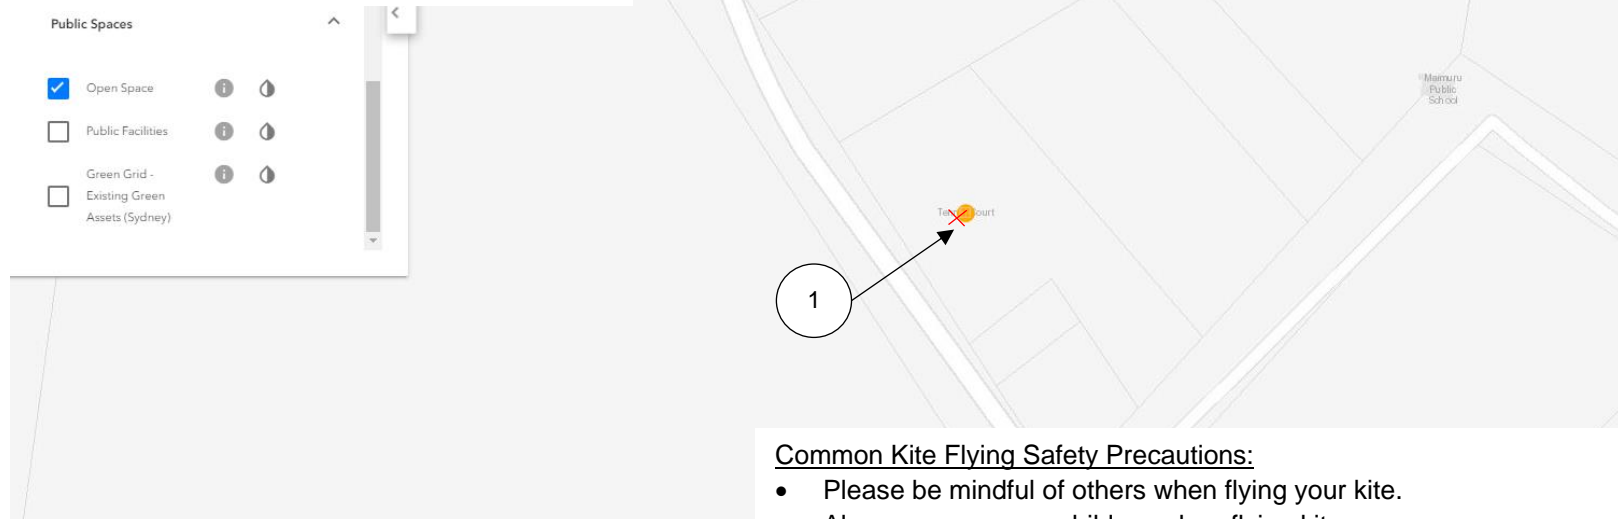 Public Spaces
Open Space
Public Facilities
Green Grid -
Existing Green
Assets (Sydney)
Maimuru
Public
School
1
Common Kite Flying Safety Precautions:
• Please be mindful of others when flying your kite.